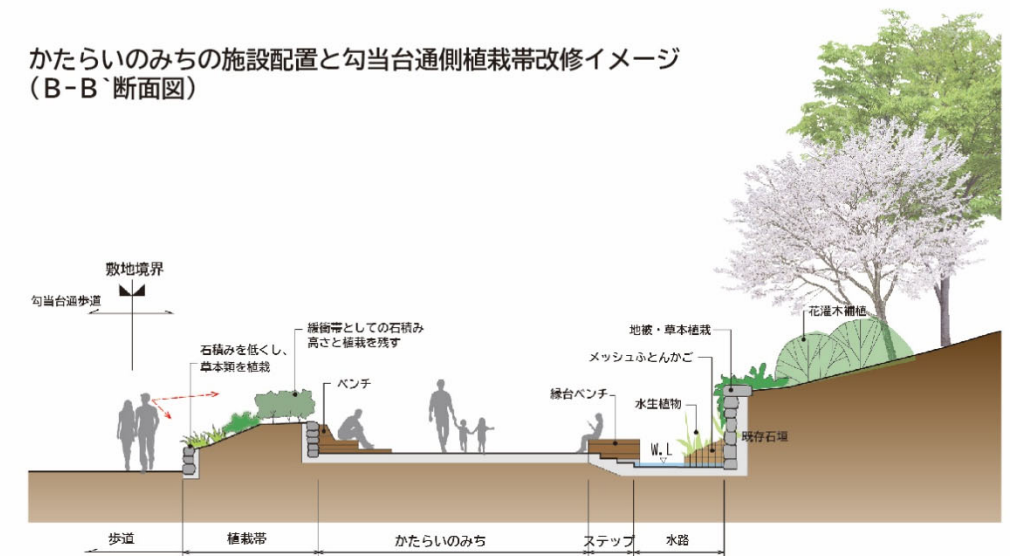 かたらいのみちの施設配置と勾当台通側植栽帯改修イメージ
(B-B`断面図)
敷地境界
勾当台通歩道
石積みを低くし、
草本類を植栽
緩衝帯としての石積み
高さと植栽を残す
ベンチ
縁台ベンチ
水生植物
W.L
メッシュふとんかご
地被・草本植栽
花灌木補植
既存石垣
歩道
植栽帯
かたらいのみち
ステップ
水路